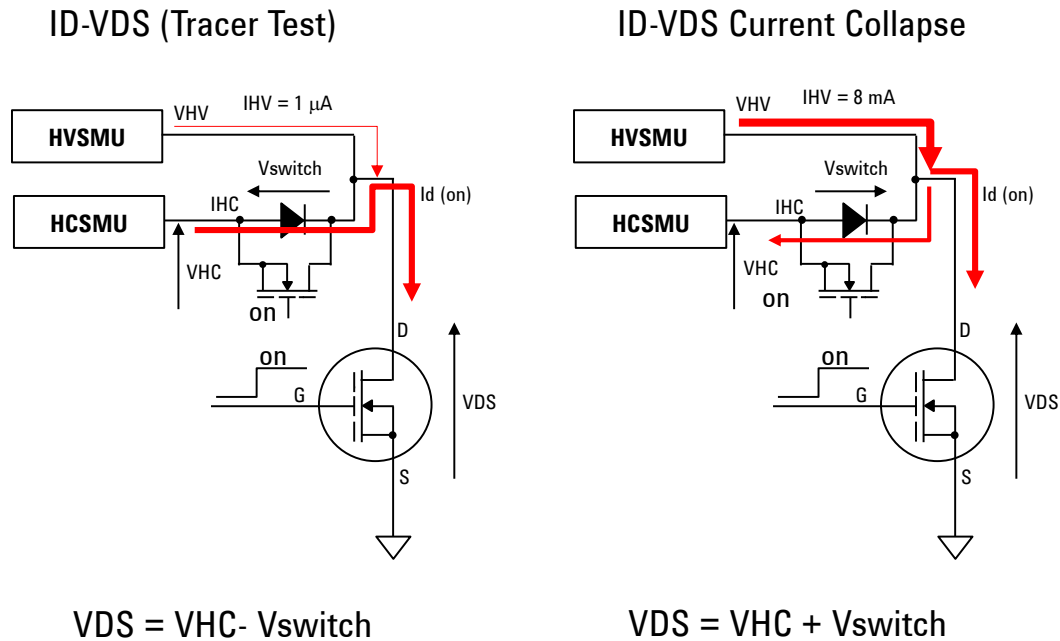 ID-VDS (Tracer Test)
VHV
IHV = 1 μA
HVSMU
Vswitch
HCSMU
IHC
Id (on)
VHC
on
D
on
G
VDS
S
VDS = VHC- Vswitch
ID-VDS Current Collapse
VHV
IHV = 8 mA
HVSMU
Vswitch
HCSMU
IHC
Id (on)
VHC
on
D
on
G
VDS
S
VDS = VHC + Vswitch